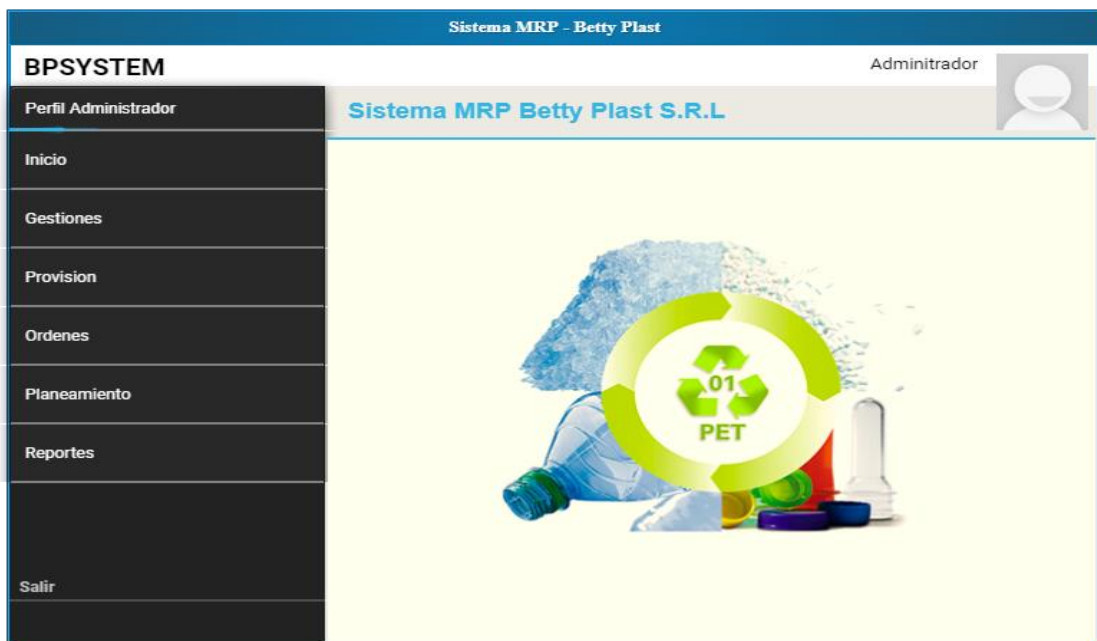 Sistema MRP - Betty Plast
BPSYSTEM
Adminitrador
Perfil Administrador
Sistema MRP Betty Plast S.R.L
Inicio
Gestiones
Provision
Ordenes
Planeamiento
Reportes
Salir
01
PET